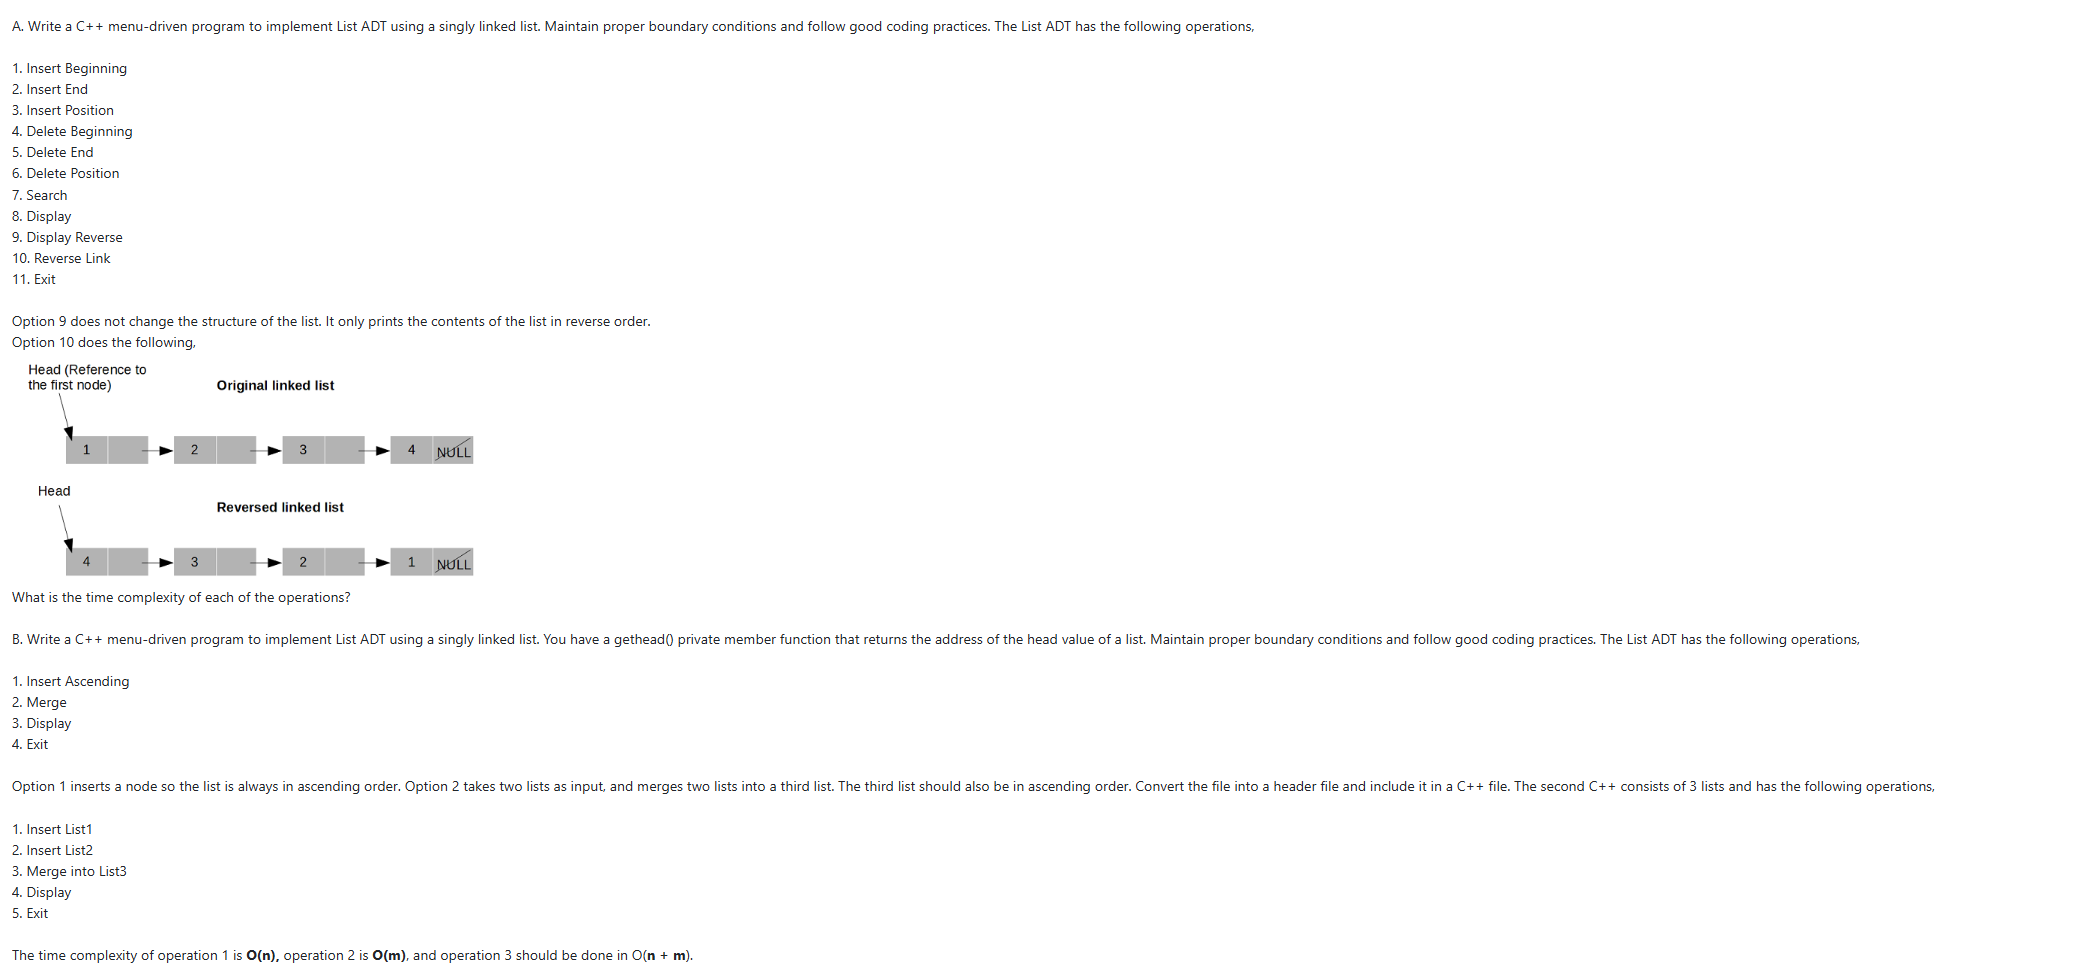 A. Write a C++ menu-driven program to implement List ADT using a singly linked list. Maintain proper boundary conditions and follow good coding practices. The List ADT has the following operations,
1. Insert Beginning
2. Insert End
3. Insert Position
4. Delete Beginning
5. Delete End
6. Delete Position
7. Search
8. Display
9. Display Reverse
10. Reverse Link
11. Exit
Option 9 does not change the structure of the list. It only prints the contents of the list in reverse order.
Option 10 does the following,
Head (Reference to
the first node)
Original linked list
1 2 3 4 NULL
Head
Reversed linked list
4 3 2 1 NULL
What is the time complexity of each of the operations?
B. Write a C++ menu-driven program to implement List ADT using a singly linked list. You have a gethead() private member function that returns the address of the head value of a list. Maintain proper boundary conditions and follow good coding practices. The List ADT has the following operations,
1. Insert Ascending
2. Merge
3. Display
4. Exit
Option 1 inserts a node so the list is always in ascending order. Option 2 takes two lists as input, and merges two lists into a third list. The third list should also be in ascending order. Convert the file into a header file and include it in a C++ file. The second C++ consists of 3 lists and has the following operations,
1. Insert List1
2. Insert List2
3. Merge into List3
4. Display
5. Exit
The time complexity of operation 1 is O(n), operation 2 is O(m), and operation 3 should be done in O(n + m).